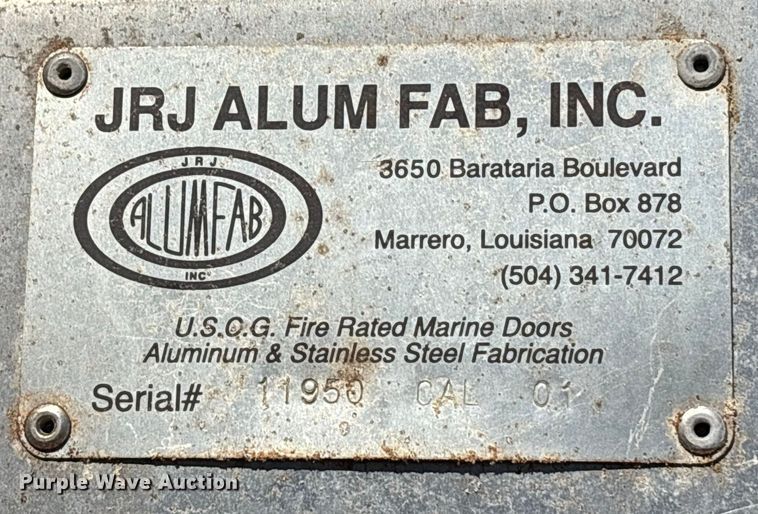 JRJ ALUM FAB, INC.
JRJ
ALUMFAB
INC
3650 Barataria Boulevard
P.O. Box 878
Marrero, Louisiana 70072
(504) 341-7412
U.S.C.G. Fire Rated Marine Doors
Aluminum & Stainless Steel Fabrication
Serial# 11950 CAL 01
Purple Wave Auction